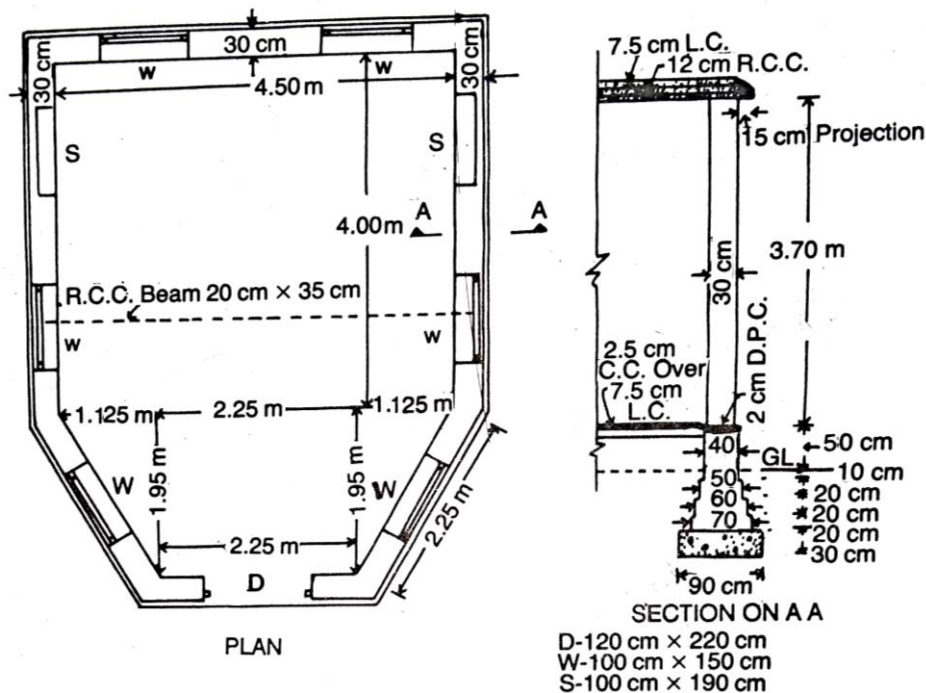 30 cm
W
W
30 cm
4.50 m
30 cm
S
S
4.00 m
A
A
R.C.C. Beam 20 cm × 35 cm
W
W
1.125 m
2.25 m
1.125 m
W
1.95 m
1.95 m
W
2.25 m
2.25 m
D
PLAN
7.5 cm L.C.
12 cm R.C.C.
15 cm Projection
3.70 m
30 cm
2 cm D.P.C.
2.5 cm
C.C. Over
7.5 cm
L.C.
40
GL.
50 cm
10 cm
50
20 cm
60
20 cm
70
20 cm
30 cm
90 cm
SECTION ON A A
D-120 cm × 220 cm
W-100 cm × 150 cm
S-100 cm × 190 cm